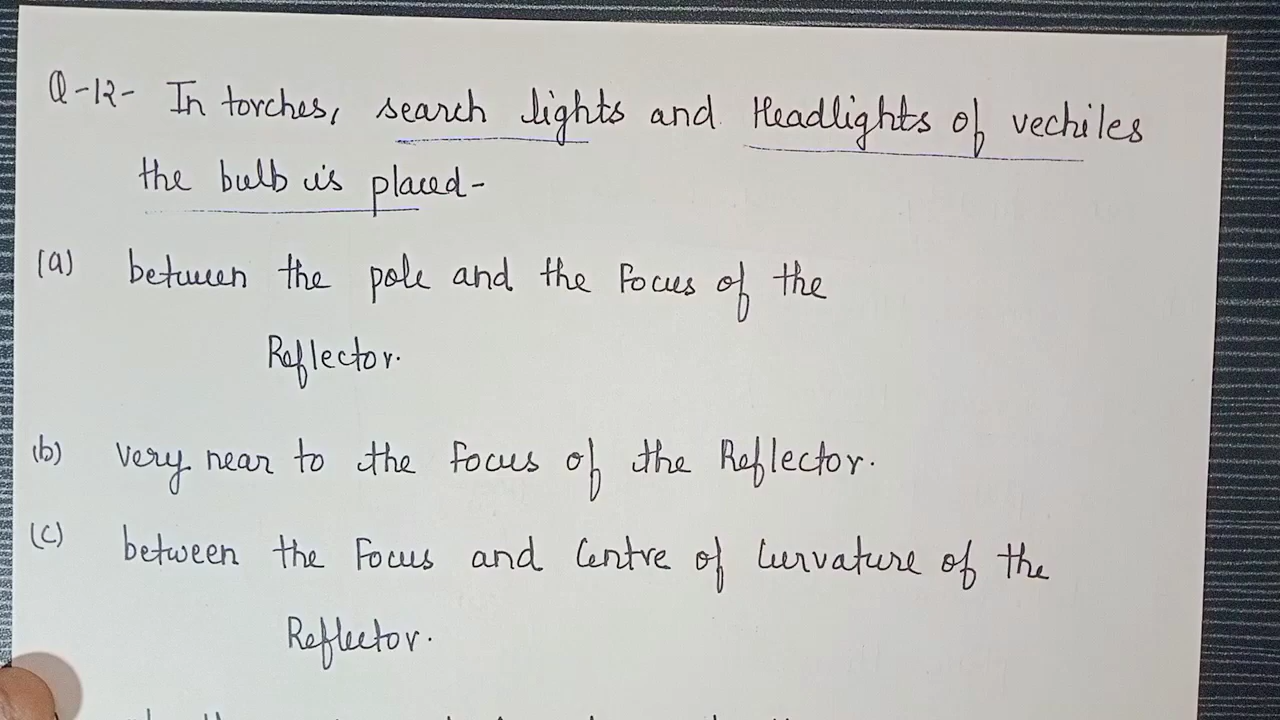 Q-12- In torches, search lights and Headlights of vechiles
the bulb is placed-
(a) between the pole and the Focus of the
Reflector.
(b) very near to the Focus of the Reflector.
(c) between the Focus and Centre of Curvature of the
Reflector.